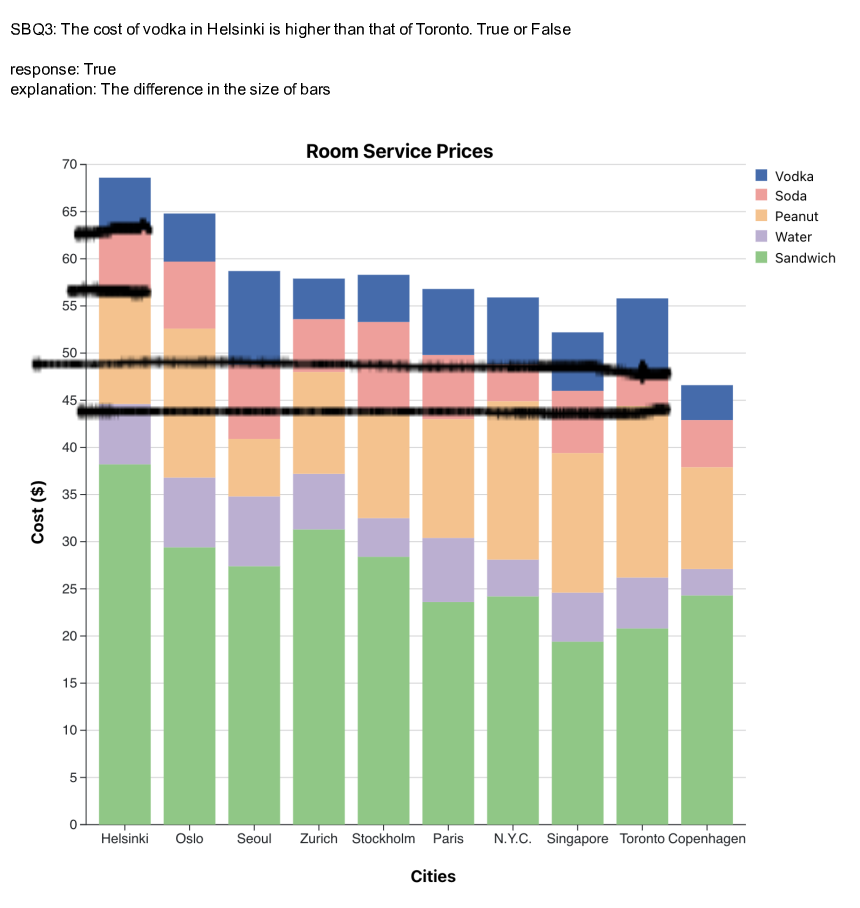 SBQ3: The cost of vodka in Helsinki is higher than that of Toronto. True or False
response: True
explanation: The difference in the size of bars
Room Service Prices
70
65
60
55
50
45
40
35
30
25
20
15
10
5
0
Cost ($)
Helsinki Oslo Seoul Zurich Stockholm Paris N.Y.C. Singapore Toronto Copenhagen
Cities
Vodka
Soda
Peanut
Water
Sandwich